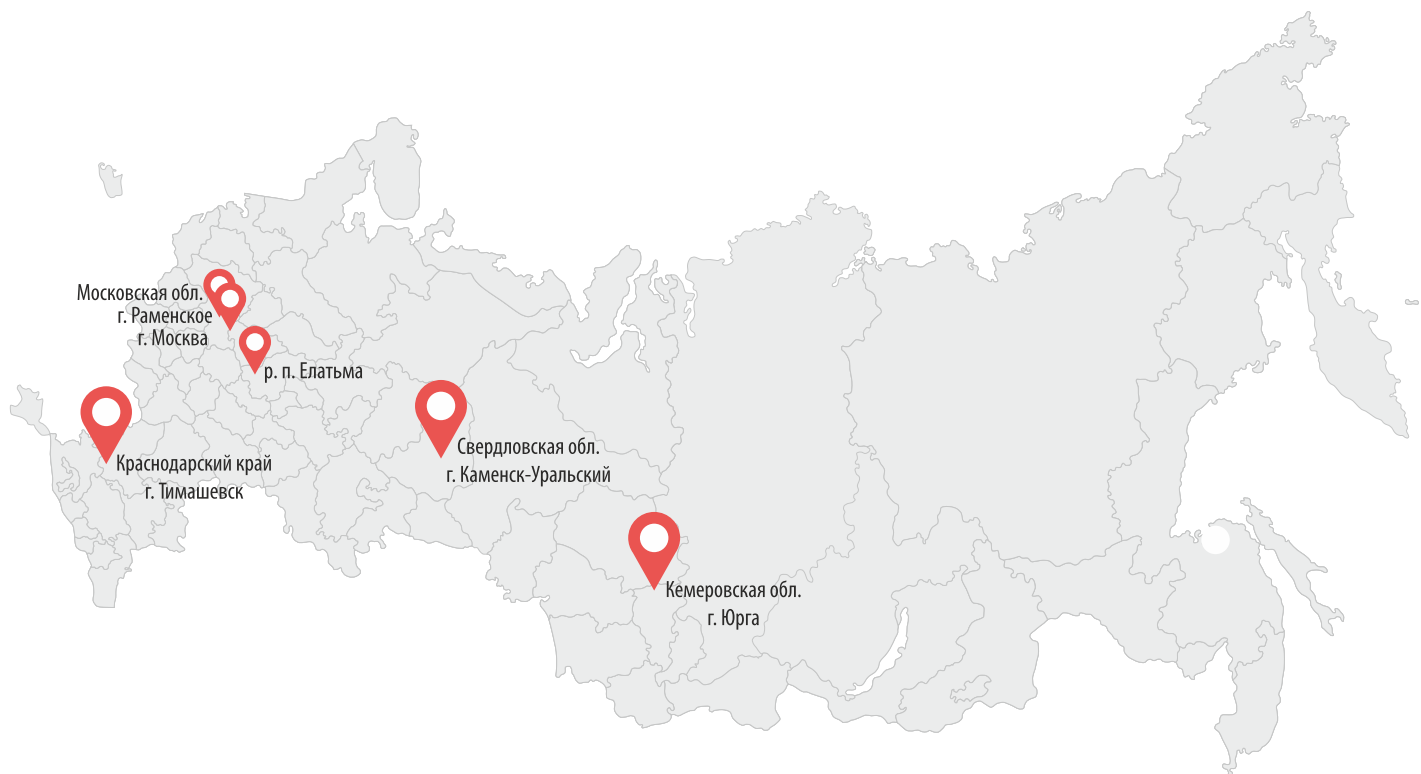 Московская обл.
г. Раменское
г. Москва
р. п. Елатьма
Краснодарский край
г. Тимашевск
Свердловская обл.
г. Каменск-Уральский
Кемеровская обл.
г. Юрга